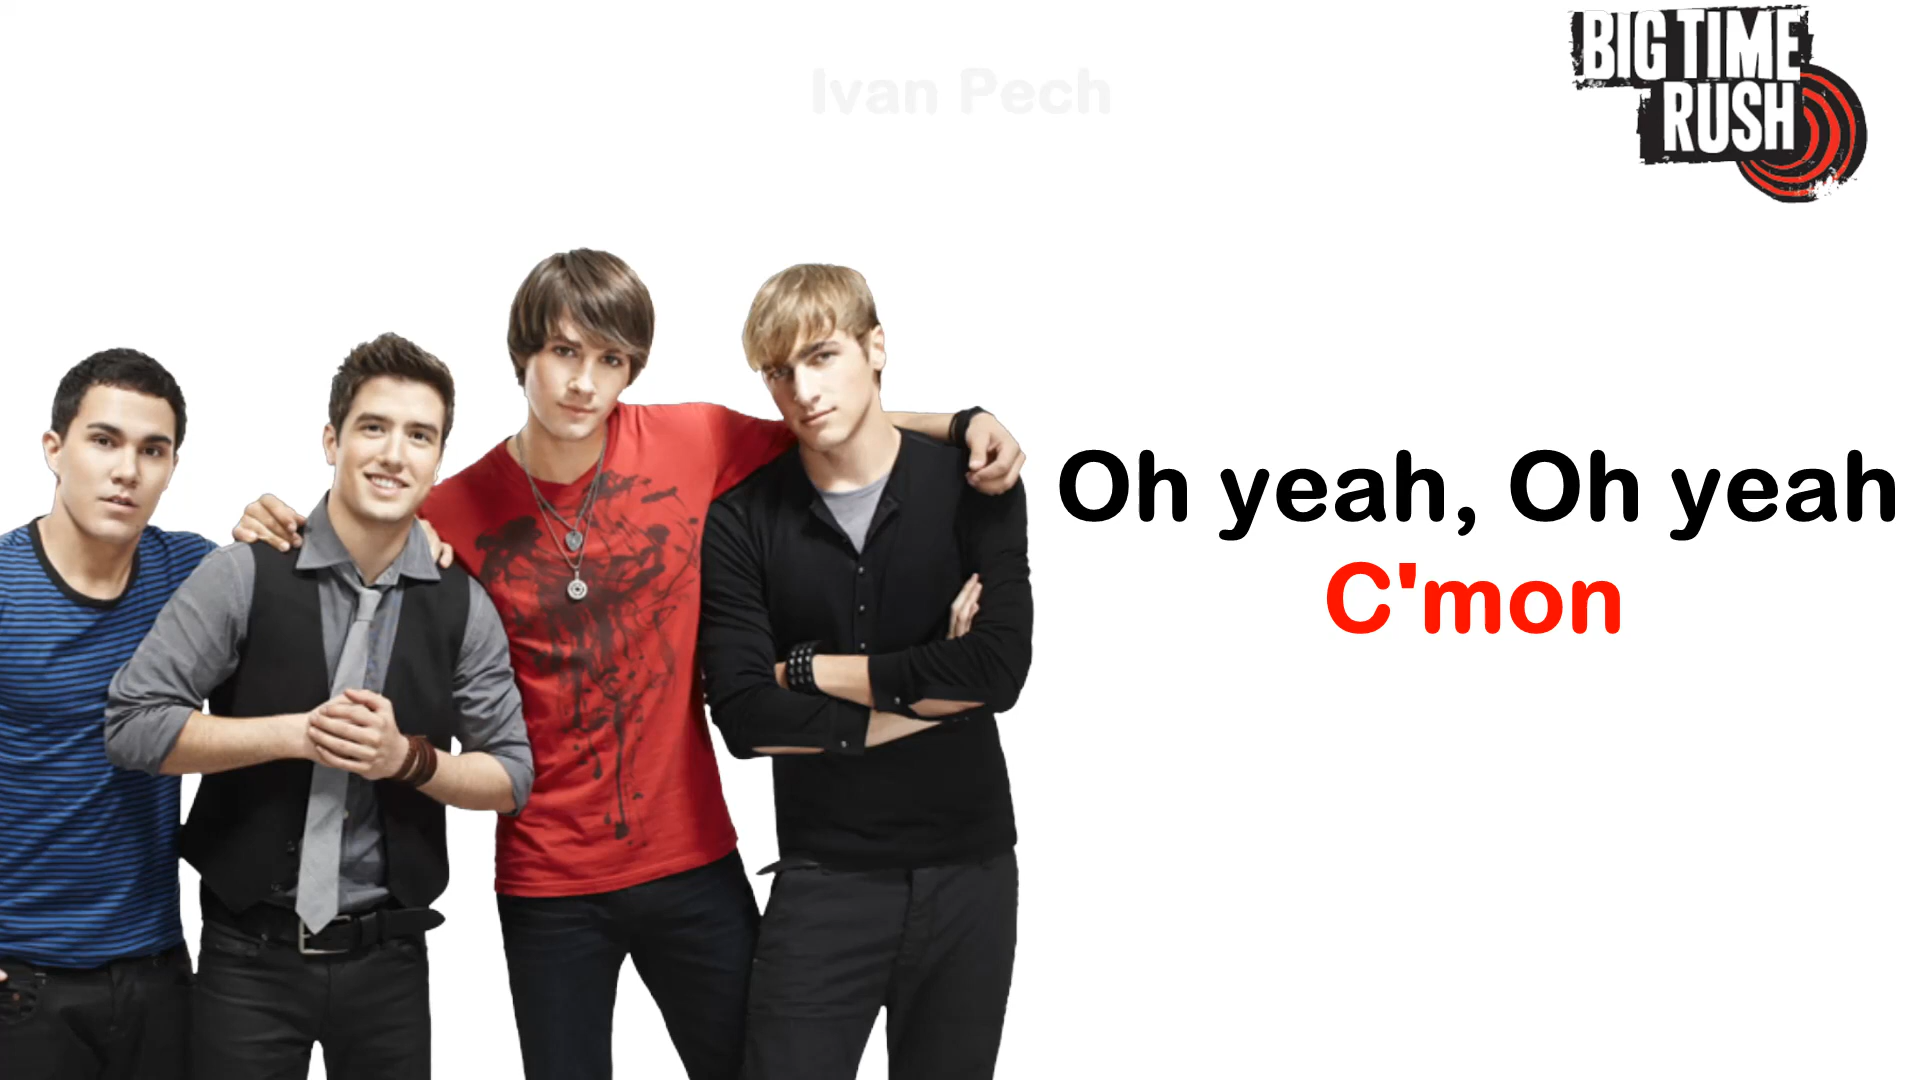 Ivan Pech
BIG TIME
RUSH
Oh yeah, Oh yeah
C'mon